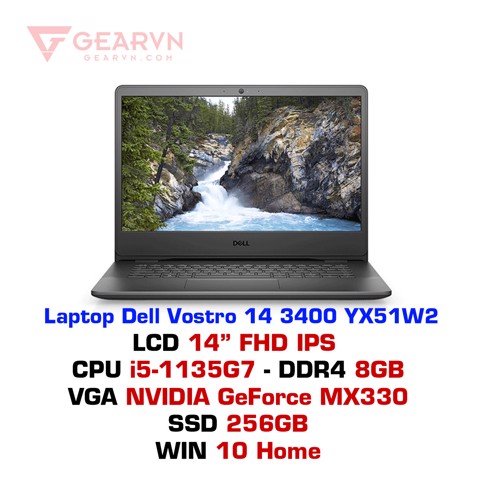 GEARVN
GEARVN.COM
DELL
Laptop Dell Vostro 14 3400 YX51W2
LCD 14” FHD IPS
CPU i5-1135G7 - DDR4 8GB
VGA NVIDIA GeForce MX330
SSD 256GB
WIN 10 Home